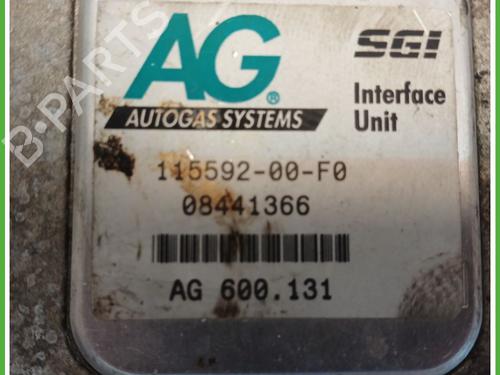 AG® SGI
AUTOGAS SYSTEMS
Interface
Unit
115592-00-F0
08441366
AG 600.131
B-PARTS